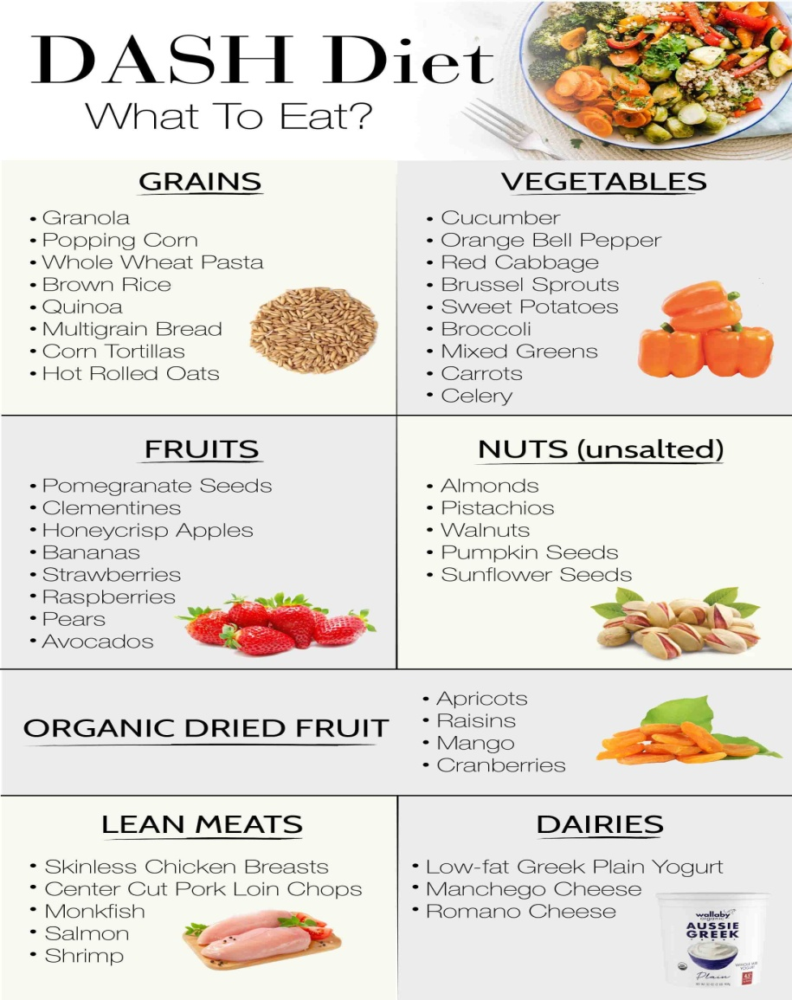 DASH Diet
What To Eat?
GRAINS
• Granola
• Popping Corn
• Whole Wheat Pasta
• Brown Rice
• Quinoa
• Multigrain Bread
• Corn Tortillas
• Hot Rolled Oats
VEGETABLES
• Cucumber
• Orange Bell Pepper
• Red Cabbage
• Brussel Sprouts
• Sweet Potatoes
• Broccoli
• Mixed Greens
• Carrots
• Celery
FRUITS
• Pomegranate Seeds
• Clementines
• Honeycrisp Apples
• Bananas
• Strawberries
• Raspberries
• Pears
• Avocados
NUTS (unsalted)
• Almonds
• Pistachios
• Walnuts
• Pumpkin Seeds
• Sunflower Seeds
ORGANIC DRIED FRUIT
• Apricots
• Raisins
• Mango
• Cranberries
LEAN MEATS
• Skinless Chicken Breasts
• Center Cut Pork Loin Chops
• Monkfish
• Salmon
• Shrimp
DAIRIES
• Low-fat Greek Plain Yogurt
• Manchego Cheese
• Romano Cheese
wallaby
organic
AUSSIE
GREEK
WHOLE MILK
YOGURT
Plain